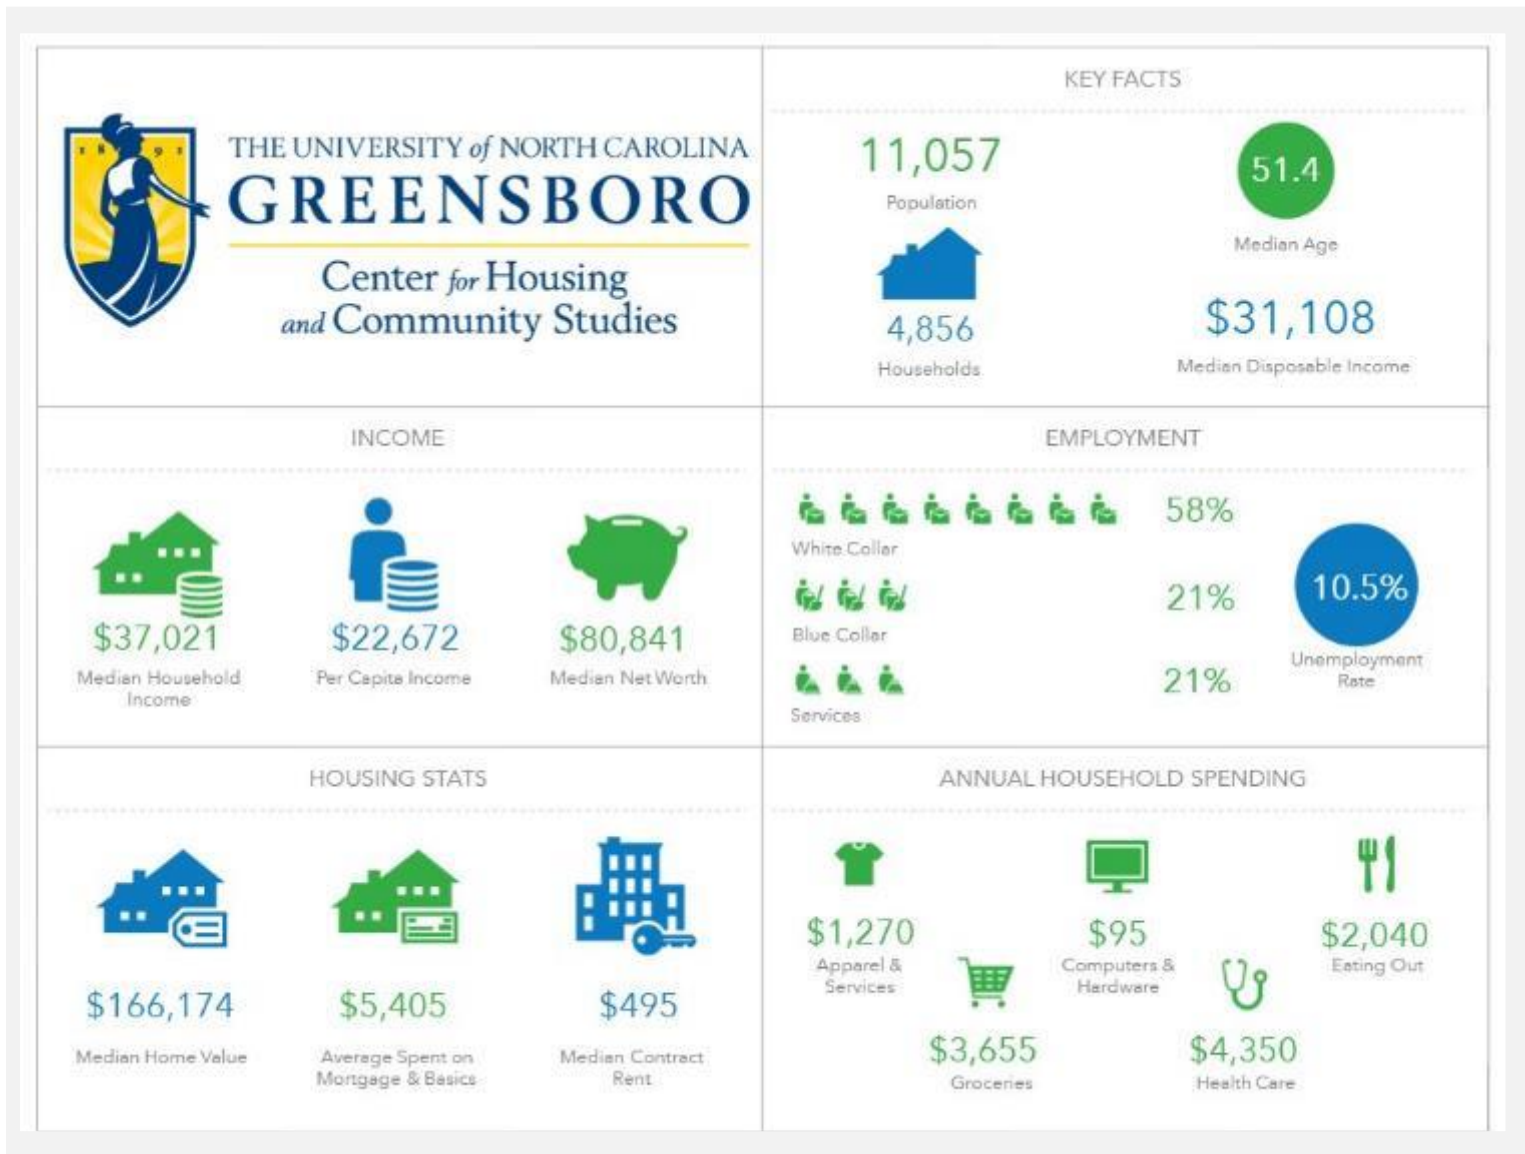 1891
THE UNIVERSITY of NORTH CAROLINA
GREENSBORO
Center for Housing
and Community Studies
KEY FACTS
11,057
Population
51.4
Median Age
4,856
Households
$31,108
Median Disposable Income
INCOME
$37,021
Median Household
Income
$22,672
Per Capita Income
$80,841
Median Net Worth
EMPLOYMENT
58%
White Collar
21%
Blue Collar
21%
Services
10.5%
Unemployment
Rate
HOUSING STATS
$166,174
Median Home Value
$5,405
Average Spent on
Mortgage & Basics
$495
Median Contract
Rent
ANNUAL HOUSEHOLD SPENDING
$1,270
Apparel &
Services
$95
Computers &
Hardware
$2,040
Eating Out
$3,655
Groceries
$4,350
Health Care